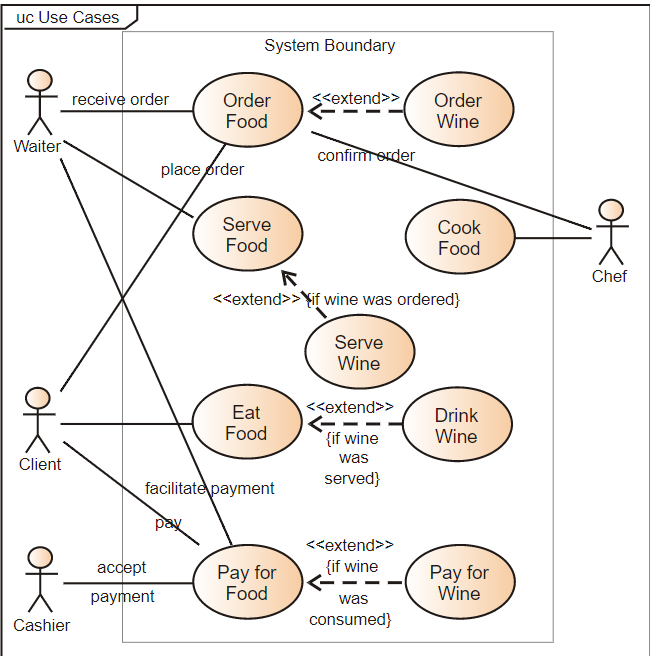 uc Use Cases
System Boundary
receive order
Order
Food
<<extend>>
Order
Wine
Waiter
place order
confirm order
Serve
Food
Cook
Food
Chef
<<extend>> {if wine was ordered}
Serve
Wine
Client
Eat
Food
<<extend>>
{if wine
was
served}
Drink
Wine
facilitate payment
pay
Cashier
accept
payment
Pay for
Food
<<extend>>
{if wine
was
consumed}
Pay for
Wine